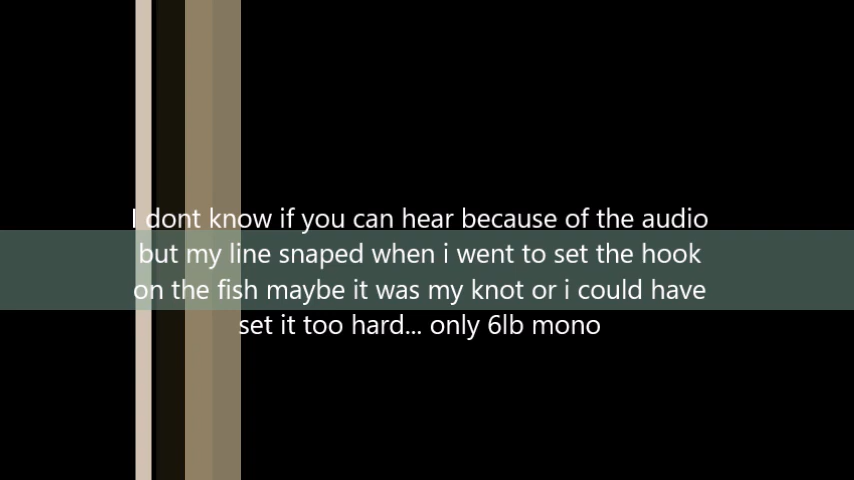 I dont know if you can hear because of the audio
but my line snaped when i went to set the hook
on the fish maybe it was my knot or i could have
set it too hard... only 6lb mono